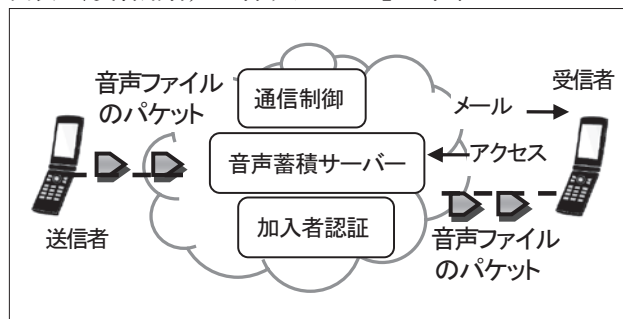 音声ファイル
のパケット
通信制御
メール
受信者
音声蓄積サーバー
アクセス
送信者
加入者認証
音声ファイル
のパケット